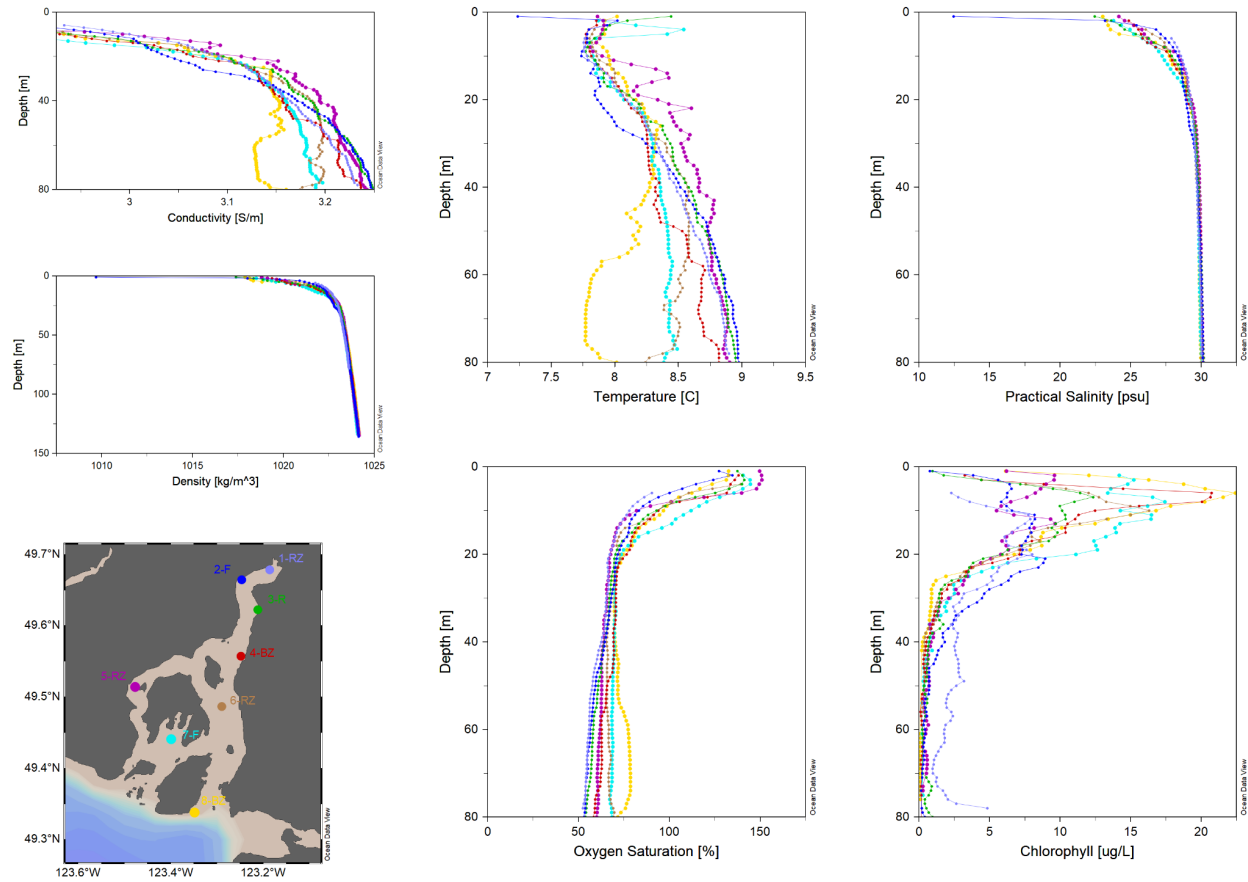 0
40
80
Depth [m]
3
3.1
3.2
Conductivity [S/m]
Ocean Data View
0
50
100
150
Depth [m]
1010
1015
1020
1025
Density [kg/m^3]
Ocean Data View
49.7°N
49.6°N
49.5°N
49.4°N
49.3°N
123.6°W
123.4°W
123.2°W
1-RZ
2-F
4-BZ
5-RZ
6-RZ
7-F
Ocean Data View
0
20
40
60
80
Depth [m]
7
7.5
8
8.5
9
9.5
Temperature [C]
Ocean Data View
0
20
40
60
80
Depth [m]
10
15
20
25
30
Practical Salinity [psu]
Ocean Data View
0
20
40
60
80
Depth [m]
0
50
100
150
Oxygen Saturation [%]
Ocean Data View
0
20
40
60
80
Depth [m]
0
5
10
15
20
Chlorophyll [ug/L]
Ocean Data View